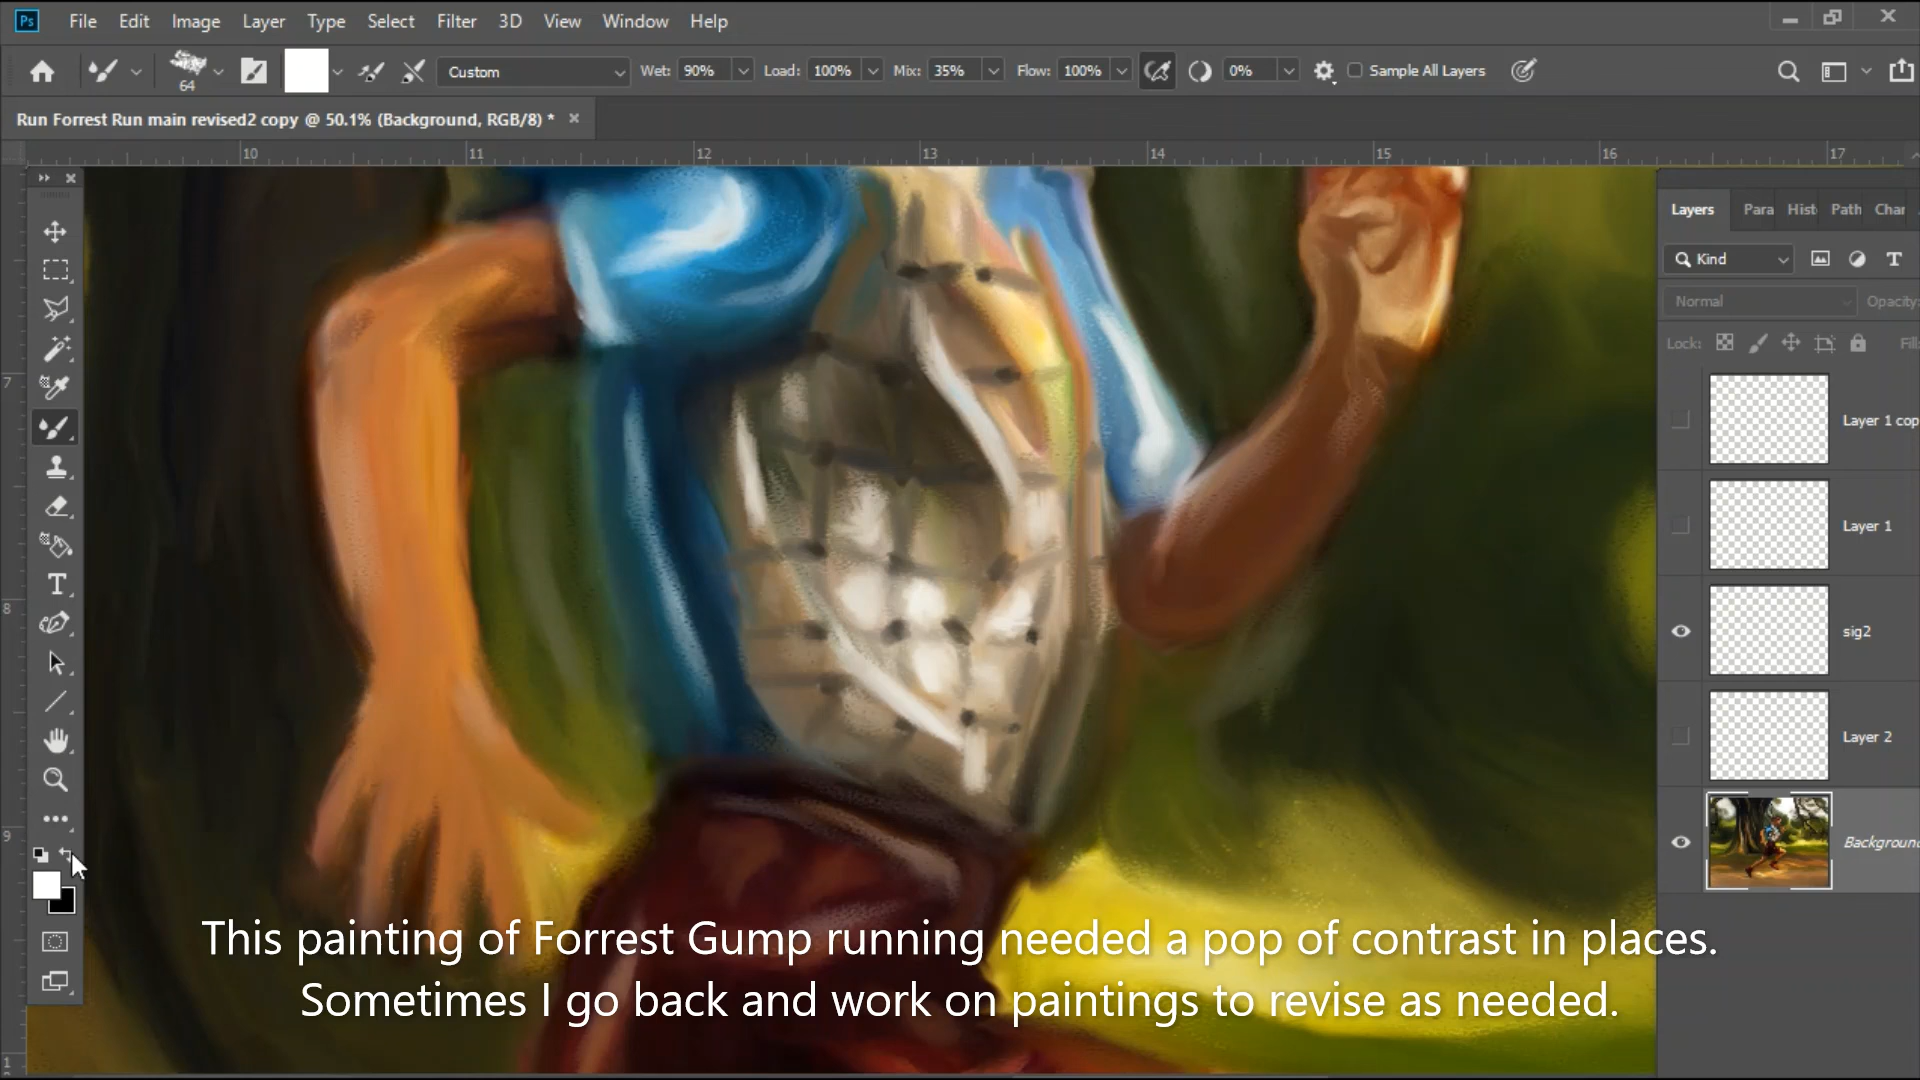 Ps File Edit Image Layer Type Select Filter 3D View Window Help
64 Custom Wet: 90% Load: 100% Mix: 35% Flow: 100% 0% Sample All Layers
Run Forrest Run main revised2 copy @ 50.1% (Background, RGB/8) * ×
10 11 12 13 14 15 16 17
Layers Para Hist Path Char
Kind
Normal Opacity:
Lock: Fill
7
Layer 1 cop
Layer 1
8
sig2
Layer 2
9
Background
This painting of Forrest Gump running needed a pop of contrast in places.
Sometimes I go back and work on paintings to revise as needed.
1